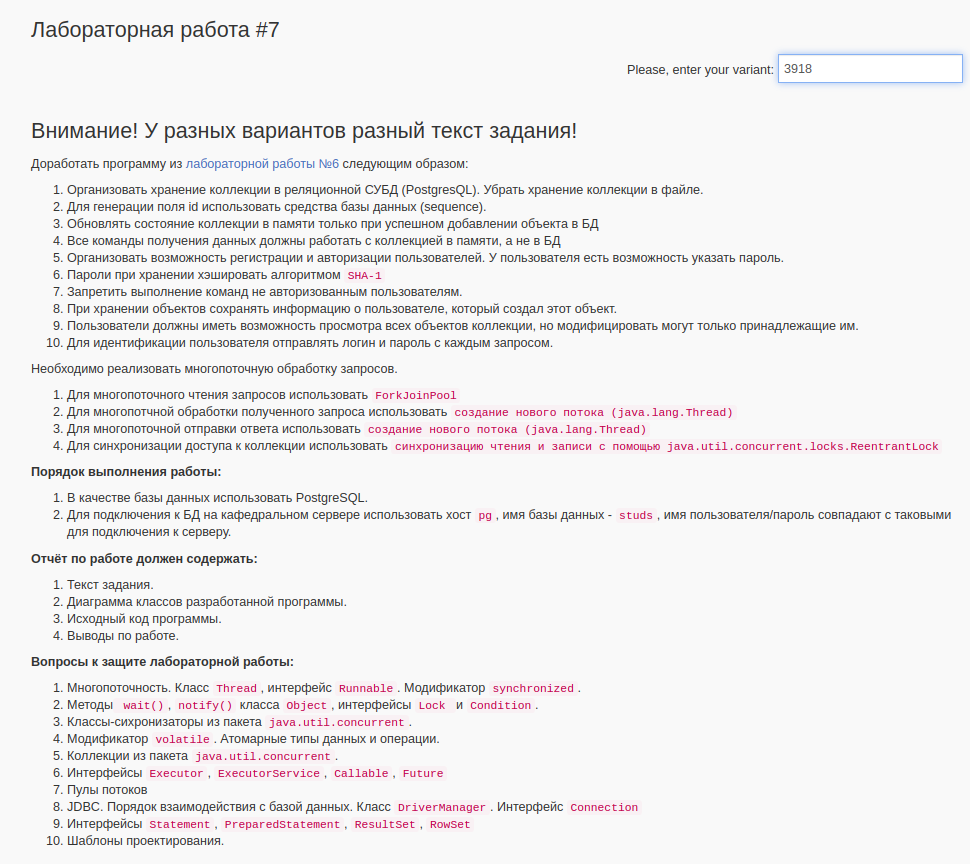 Лабораторная работа #7
Please, enter your variant: 3918
Внимание! У разных вариантов разный текст задания!
Доработать программу из лабораторной работы №6 следующим образом:
1. Организовать хранение коллекции в реляционной СУБД (PostgresQL). Убрать хранение коллекции в файле.
2. Для генерации поля id использовать средства базы данных (sequence).
3. Обновлять состояние коллекции в памяти только при успешном добавлении объекта в БД
4. Все команды получения данных должны работать с коллекцией в памяти, а не в БД
5. Организовать возможность регистрации и авторизации пользователей. У пользователя есть возможность указать пароль.
6. Пароли при хранении хэшировать алгоритмом SHA-1
7. Запретить выполнение команд не авторизованным пользователям.
8. При хранении объектов сохранять информацию о пользователе, который создал этот объект.
9. Пользователи должны иметь возможность просмотра всех объектов коллекции, но модифицировать могут только принадлежащие им.
10. Для идентификации пользователя отправлять логин и пароль с каждым запросом.
Необходимо реализовать многопоточную обработку запросов.
1. Для многопоточного чтения запросов использовать ForkJoinPool
2. Для многопотчной обработки полученного запроса использовать создание нового потока (java.lang.Thread)
3. Для многопоточной отправки ответа использовать создание нового потока (java.lang.Thread)
4. Для синхронизации доступа к коллекции использовать синхронизацию чтения и записи с помощью java.util.concurrent.locks.ReentrantLock
Порядок выполнения работы:
1. В качестве базы данных использовать PostgreSQL.
2. Для подключения к БД на кафедральном сервере использовать хост pg, имя базы данных - studs, имя пользователя/пароль совпадают с таковыми
для подключения к серверу.
Отчёт по работе должен содержать:
1. Текст задания.
2. Диаграмма классов разработанной программы.
3. Исходный код программы.
4. Выводы по работе.
Вопросы к защите лабораторной работы:
1. Многопоточность. Класс Thread, интерфейс Runnable. Модификатор synchronized.
2. Методы wait(), notify() класса Object, интерфейсы Lock и Condition.
3. Классы-сихронизаторы из пакета java.util.concurrent.
4. Модификатор volatile. Атомарные типы данных и операции.
5. Коллекции из пакета java.util.concurrent.
6. Интерфейсы Executor, ExecutorService, Callable, Future
7. Пулы потоков
8. JDBC. Порядок взаимодействия с базой данных. Класс DriverManager. Интерфейс Connection
9. Интерфейсы Statement, PreparedStatement, ResultSet, RowSet
10. Шаблоны проектирования.